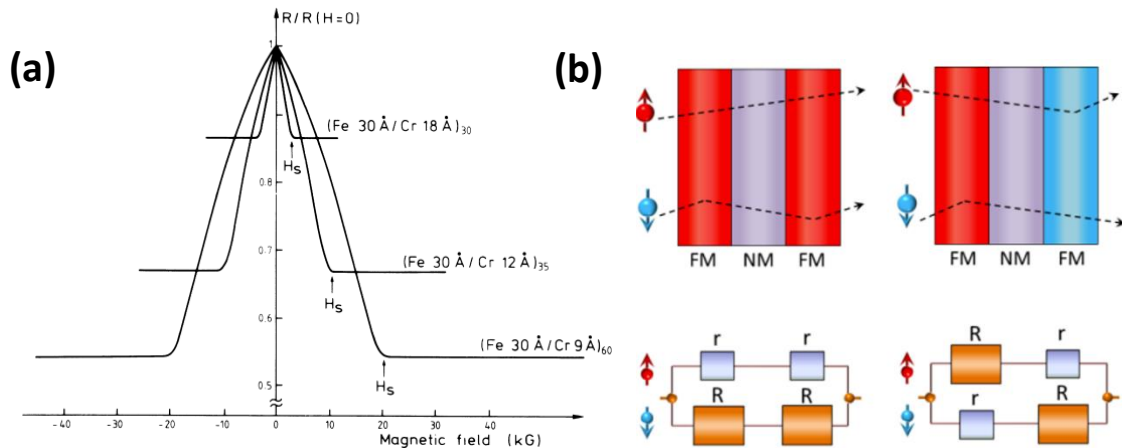 (a)
R/R(H=0)
1
(Fe 30 Å/Cr 18 Å)₃₀
Hs
0.8
0.7
(Fe 30 Å/Cr 12 Å)₃₅
Hs
0.6
(Fe 30 Å/Cr 9 Å)₆₀
Hs
0.5
-40 -30 -20 -10 0 10 20 30 40
Magnetic field (kG)
(b)
FM NM FM
FM NM FM
r r
R R
R r
r R